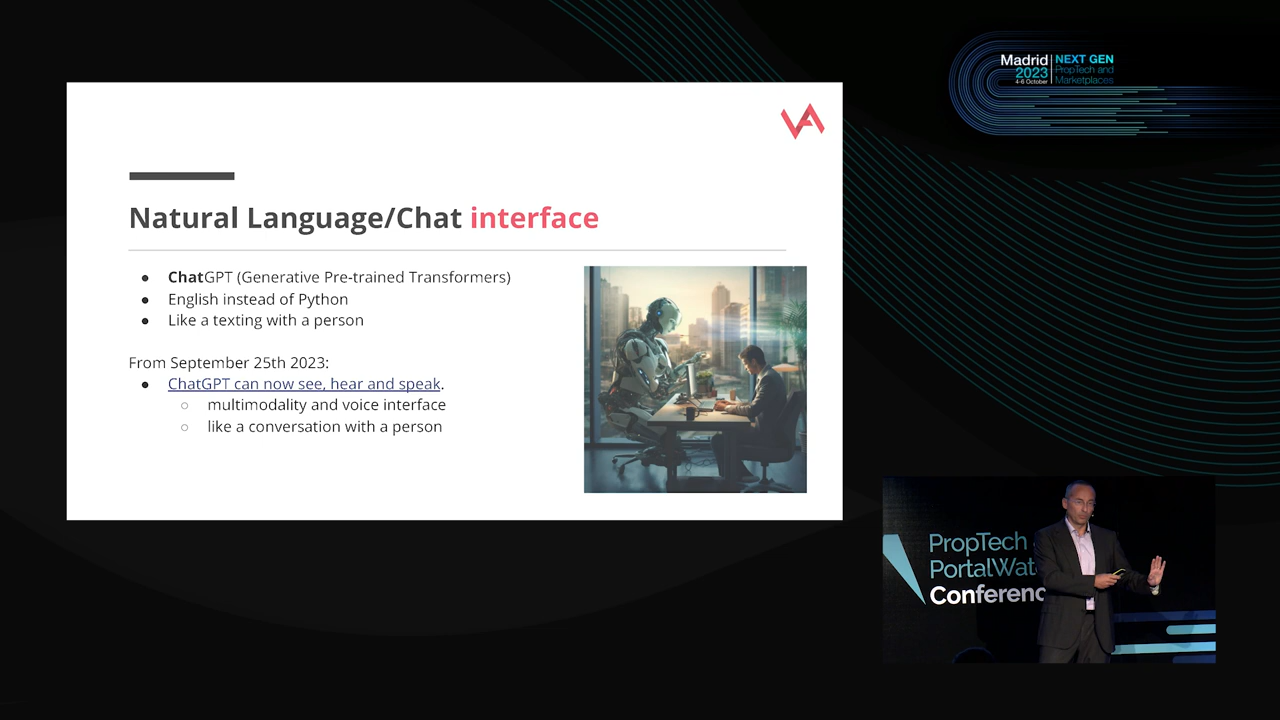 Madrid
2023
4-6 October
NEXT GEN
PropTech and
Marketplaces
VA
Natural Language/Chat interface
● ChatGPT (Generative Pre-trained Transformers)
● English instead of Python
● Like a texting with a person
From September 25th 2023:
● ChatGPT can now see, hear and speak.
○ multimodality and voice interface
○ like a conversation with a person
PropTech
PortalWat
Conferenc